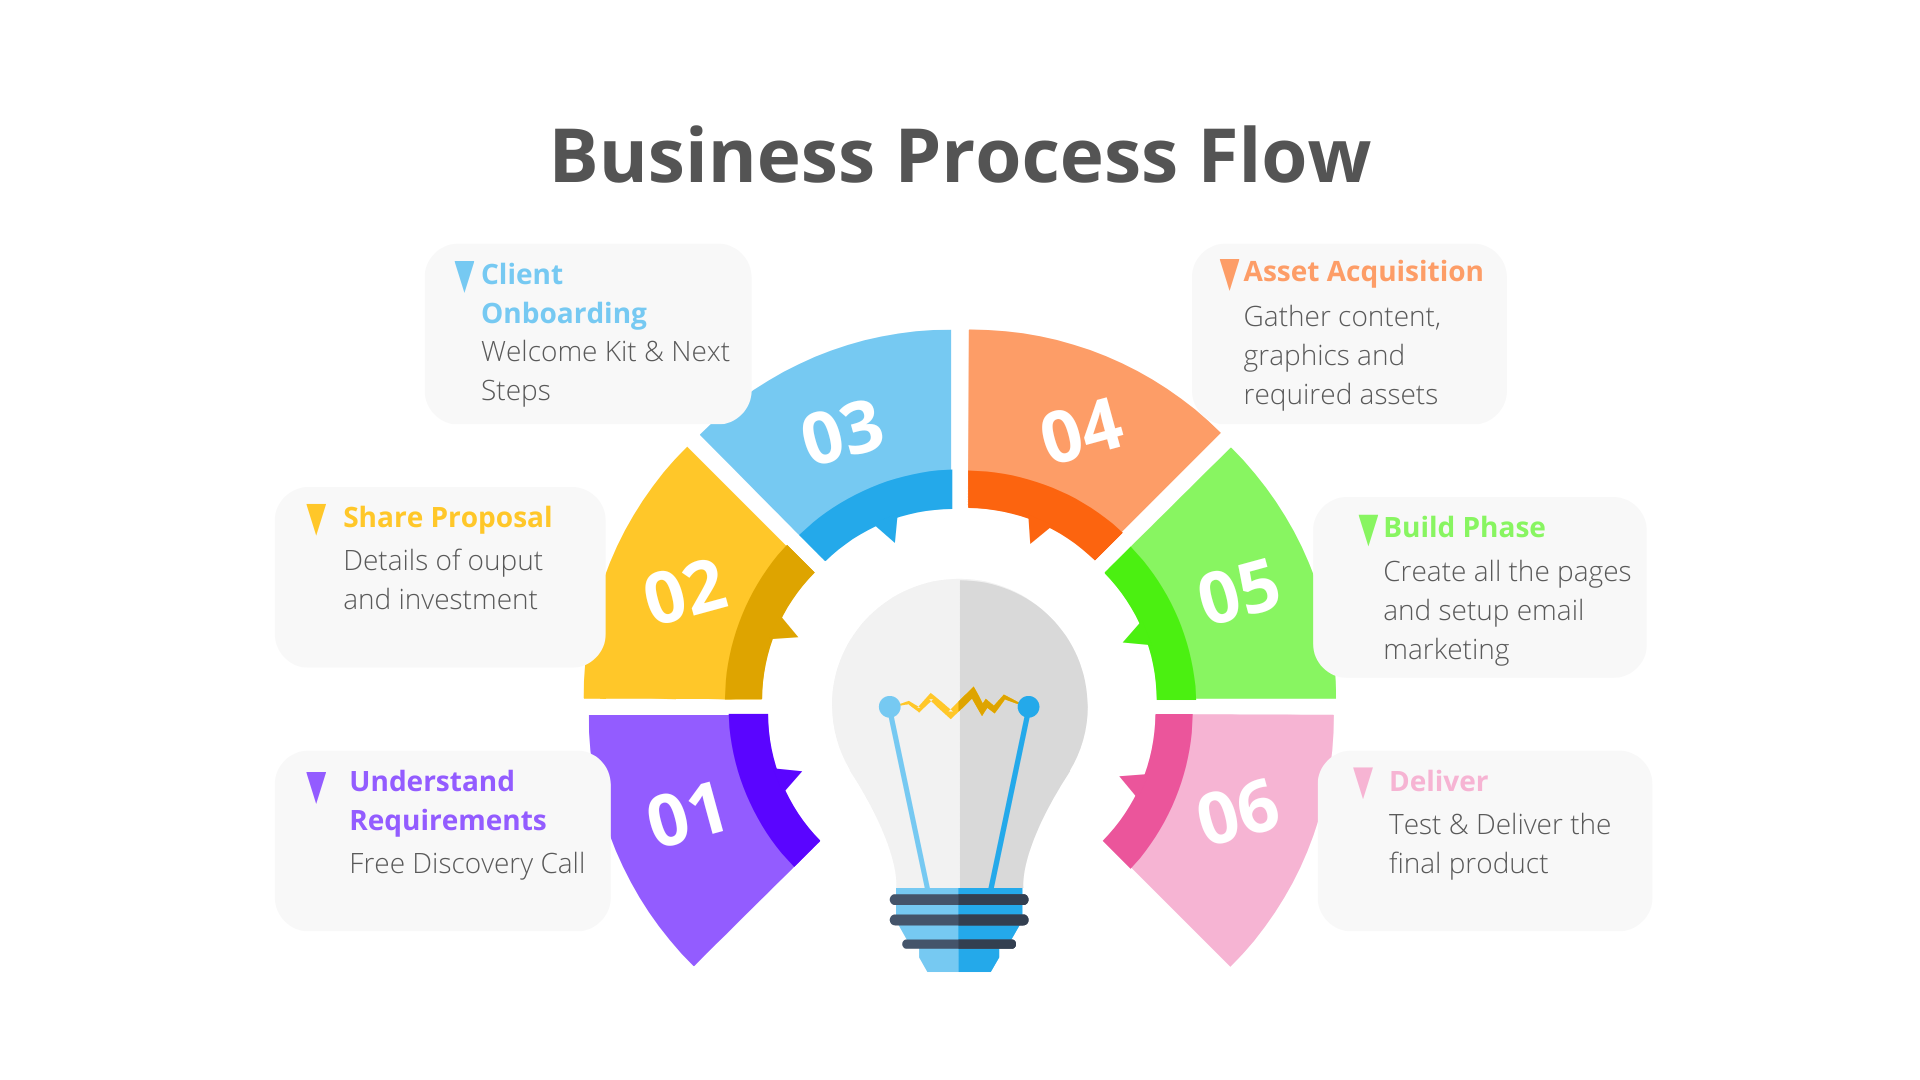 Business Process Flow
Client
Onboarding
Welcome Kit & Next
Steps
Asset Acquisition
Gather content,
graphics and
required assets
03
04
Share Proposal
Details of ouput
and investment
02
05
Build Phase
Create all the pages
and setup email
marketing
Understand
Requirements
Free Discovery Call
01
06
Deliver
Test & Deliver the
final product